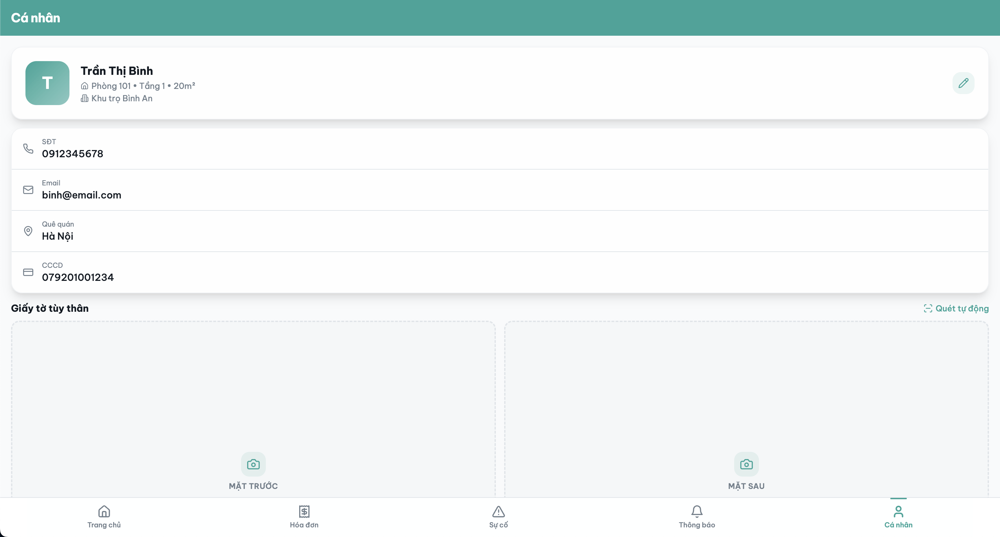 Cá nhân
T
Trần Thị Bình
Phòng 101 • Tầng 1 • 20m²
Khu trọ Bình An
SĐT
0912345678
Email
binh@email.com
Quê quán
Hà Nội
CCCD
079201001234
Giấy tờ tùy thân
Quét tự động
MẶT TRƯỚC
MẶT SAU
Trang chủ
Hóa đơn
Sự cố
Thông báo
Cá nhân